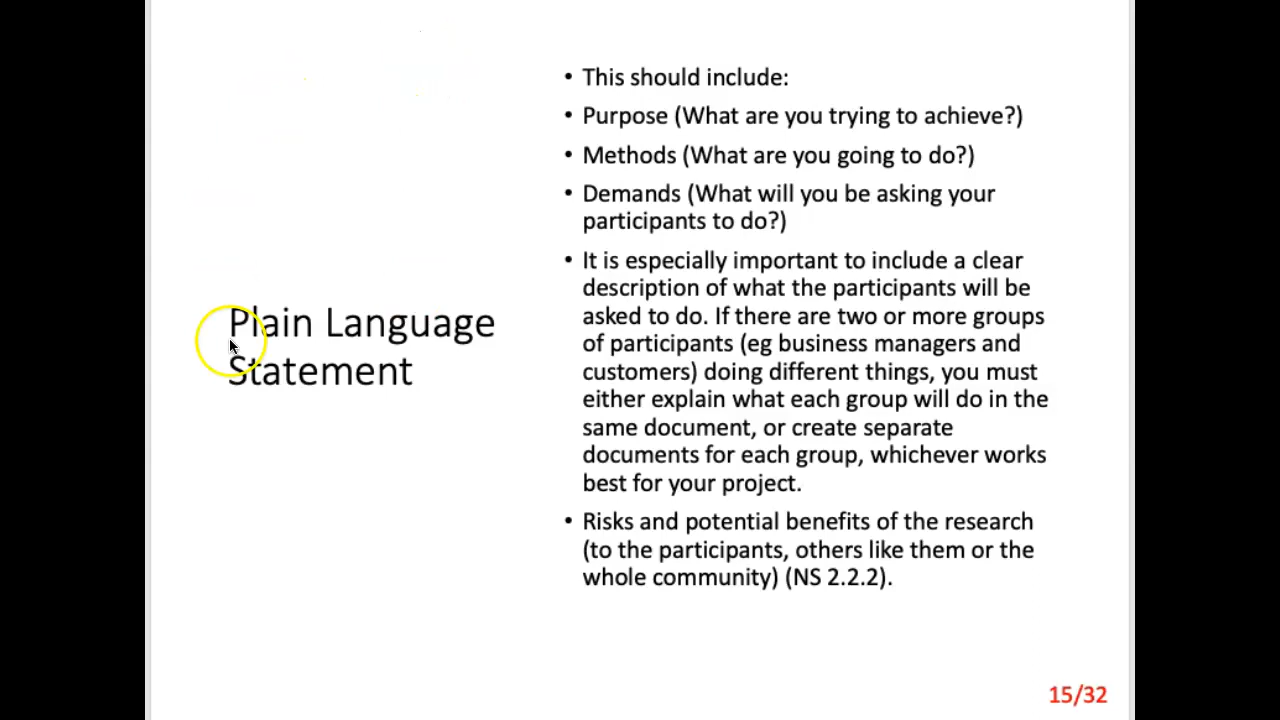 Plain Language
Statement
• This should include:
• Purpose (What are you trying to achieve?)
• Methods (What are you going to do?)
• Demands (What will you be asking your
participants to do?)
• It is especially important to include a clear
description of what the participants will be
asked to do. If there are two or more groups
of participants (eg business managers and
customers) doing different things, you must
either explain what each group will do in the
same document, or create separate
documents for each group, whichever works
best for your project.
• Risks and potential benefits of the research
(to the participants, others like them or the
whole community) (NS 2.2.2).
15/32